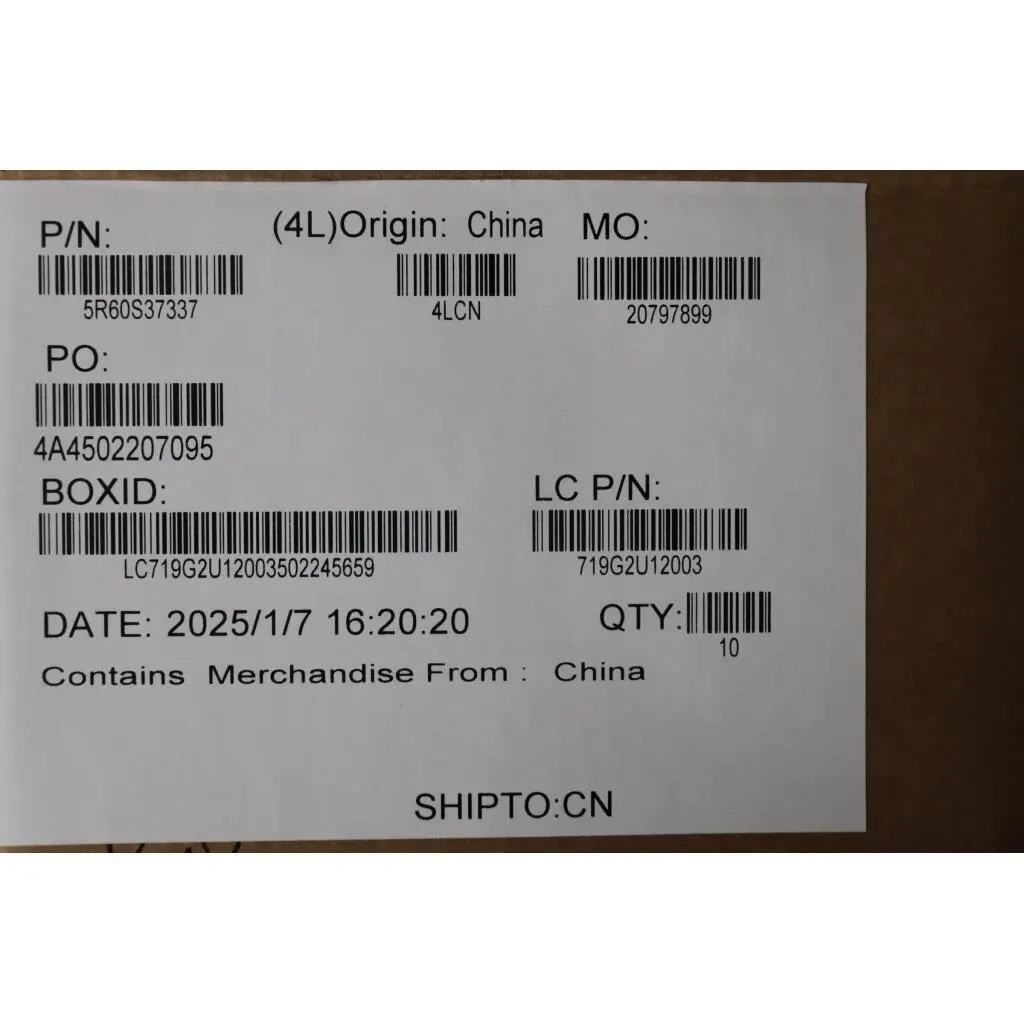 P/N: (4L)Origin: China MO:
5R60S37337 4LCN 20797899
PO:
4A4502207095
BOXID: LC P/N:
LC719G2U12003502245659 719G2U12003
DATE: 2025/1/7 16:20:20 QTY:
10
Contains Merchandise From : China
SHIPTO:CN